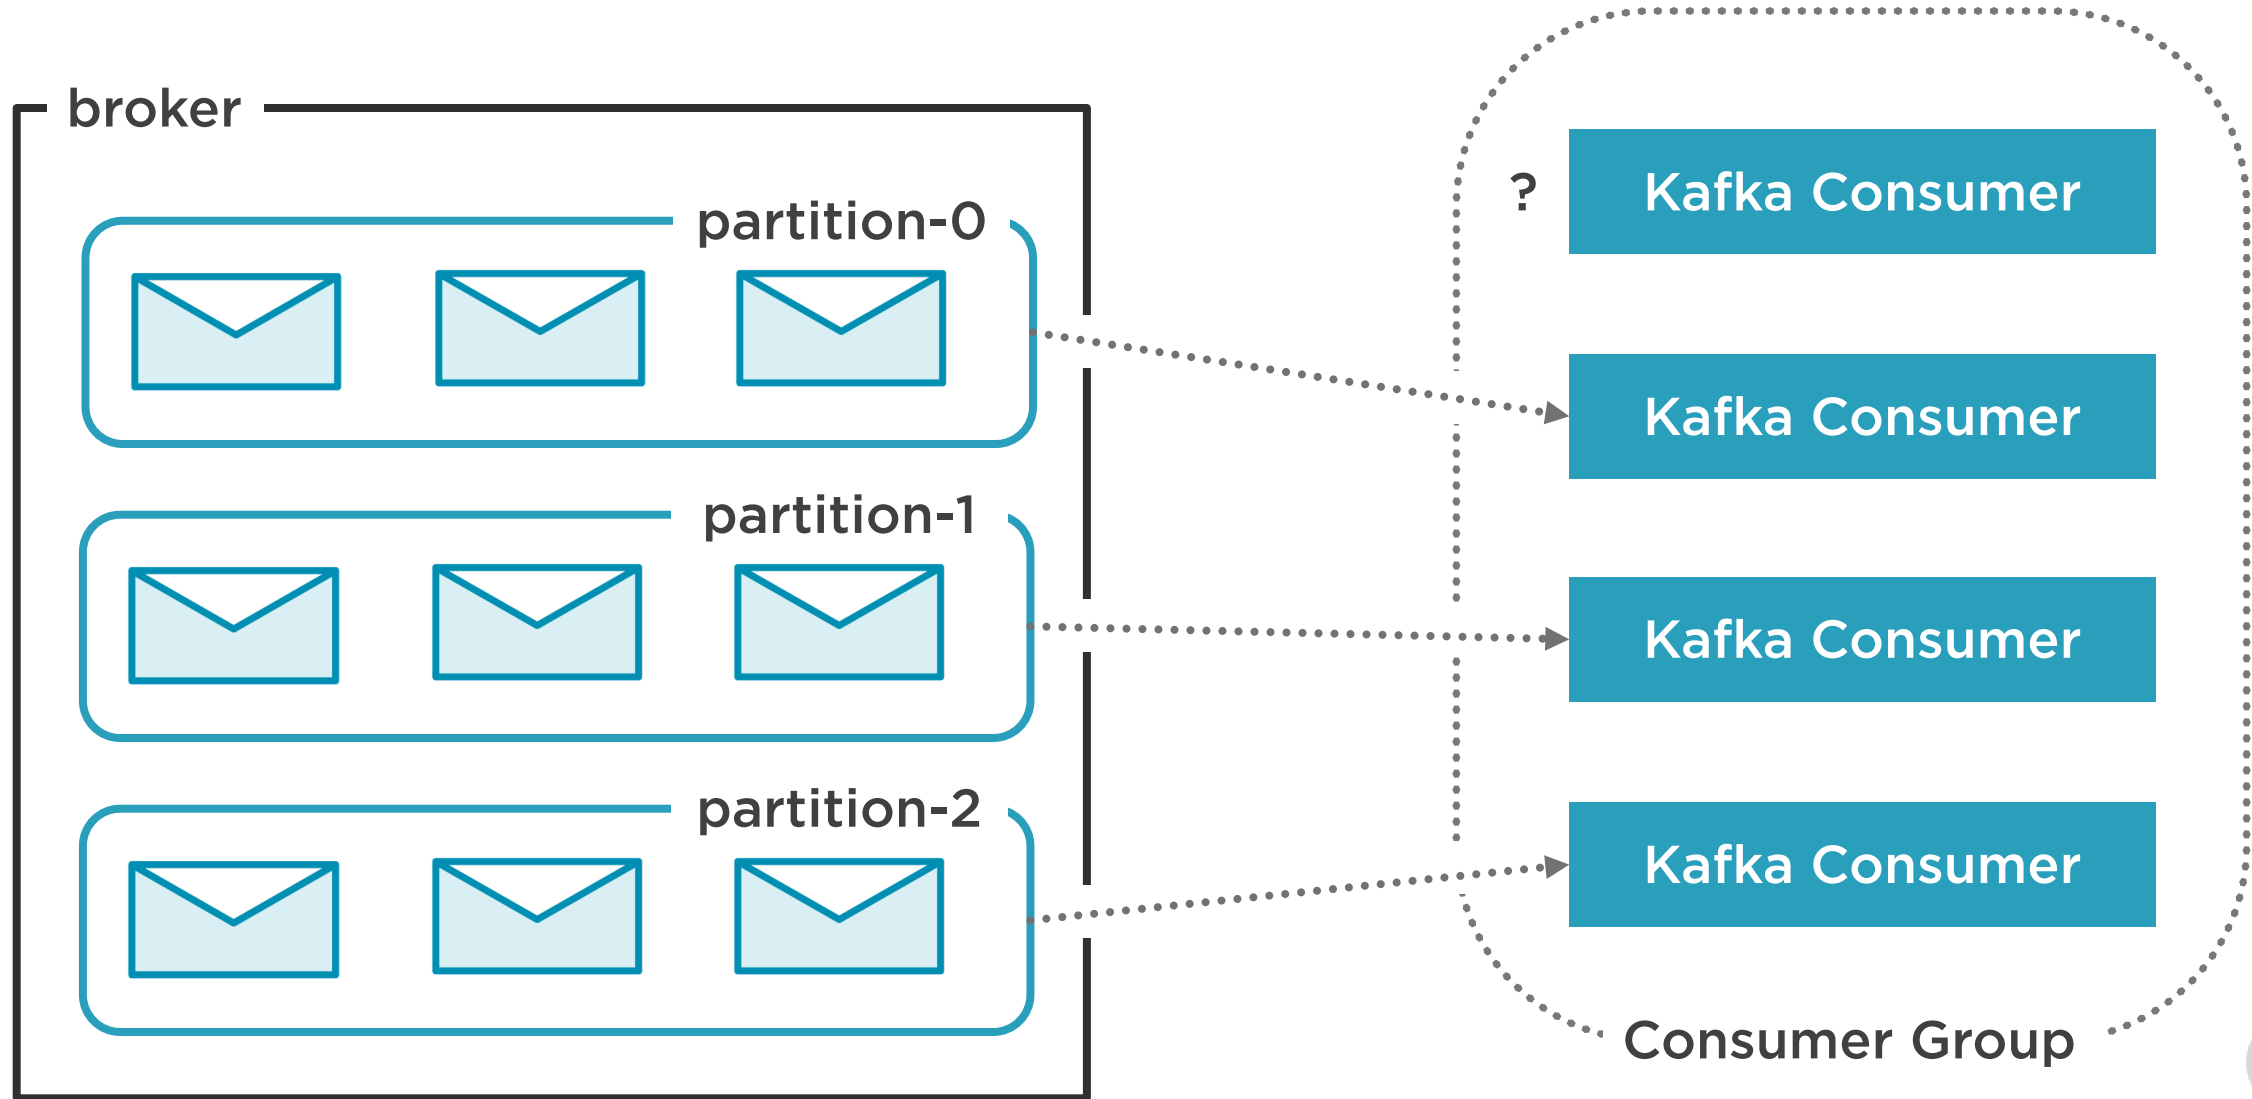 broker
partition-0
partition-1
partition-2
?
Kafka Consumer
Kafka Consumer
Kafka Consumer
Kafka Consumer
Consumer Group